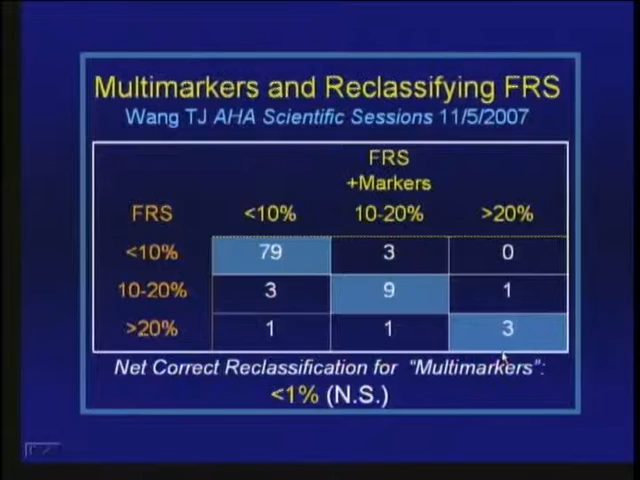 Multimarkers and Reclassifying FRS
Wang TJ AHA Scientific Sessions 11/5/2007
FRS
+Markers
FRS <10% 10-20% >20%
<10% 79 3 0
10-20% 3 9 1
>20% 1 1 3
Net Correct Reclassification for "Multimarkers":
<1% (N.S.)